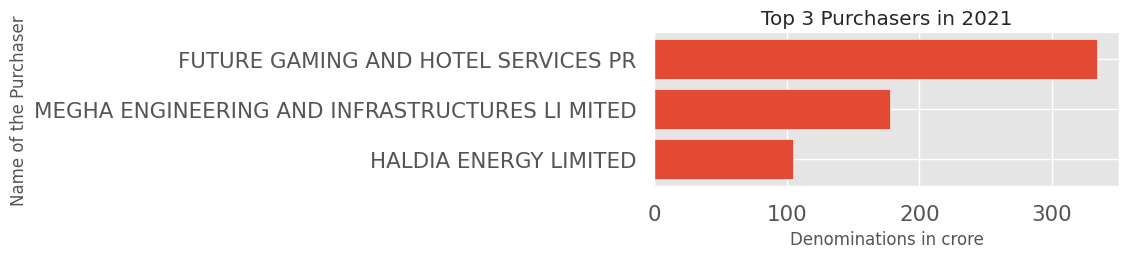 Top 3 Purchasers in 2021
Name of the Purchaser
FUTURE GAMING AND HOTEL SERVICES PR
MEGHA ENGINEERING AND INFRASTRUCTURES LI MITED
HALDIA ENERGY LIMITED
0 100 200 300
Denominations in crore